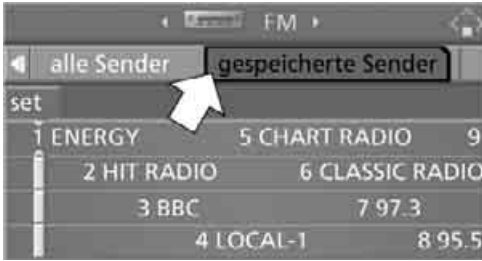 FM
alle Sender gespeicherte Sender
set
1 ENERGY 5 CHART RADIO 9
2 HIT RADIO 6 CLASSIC RADIO
3 BBC 7 97.3
4 LOCAL-1 8 95.5